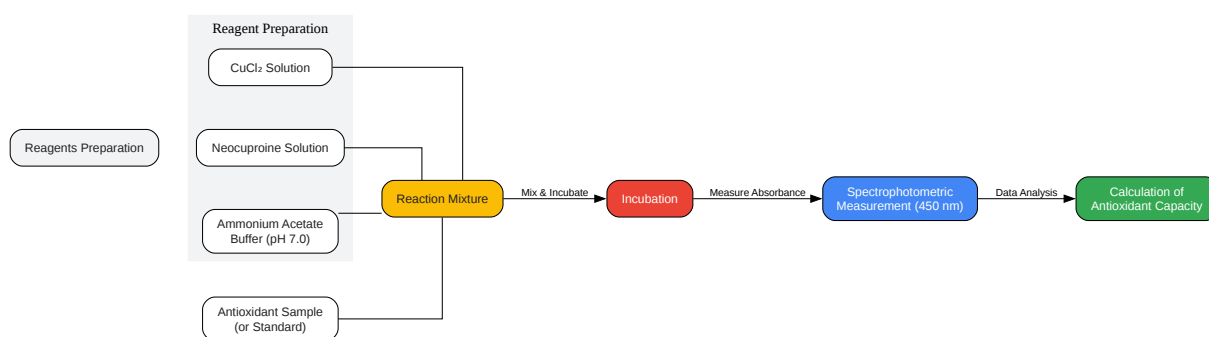 Reagent Preparation
CuCl₂ Solution
Reagents Preparation
Neocuproine Solution
Ammonium Acetate
Buffer (pH 7.0)
Antioxidant Sample
(or Standard)
Reaction Mixture
Mix & Incubate
Incubation
Measure Absorbance
Spectrophotometric
Measurement (450 nm)
Data Analysis
Calculation of
Antioxidant Capacity